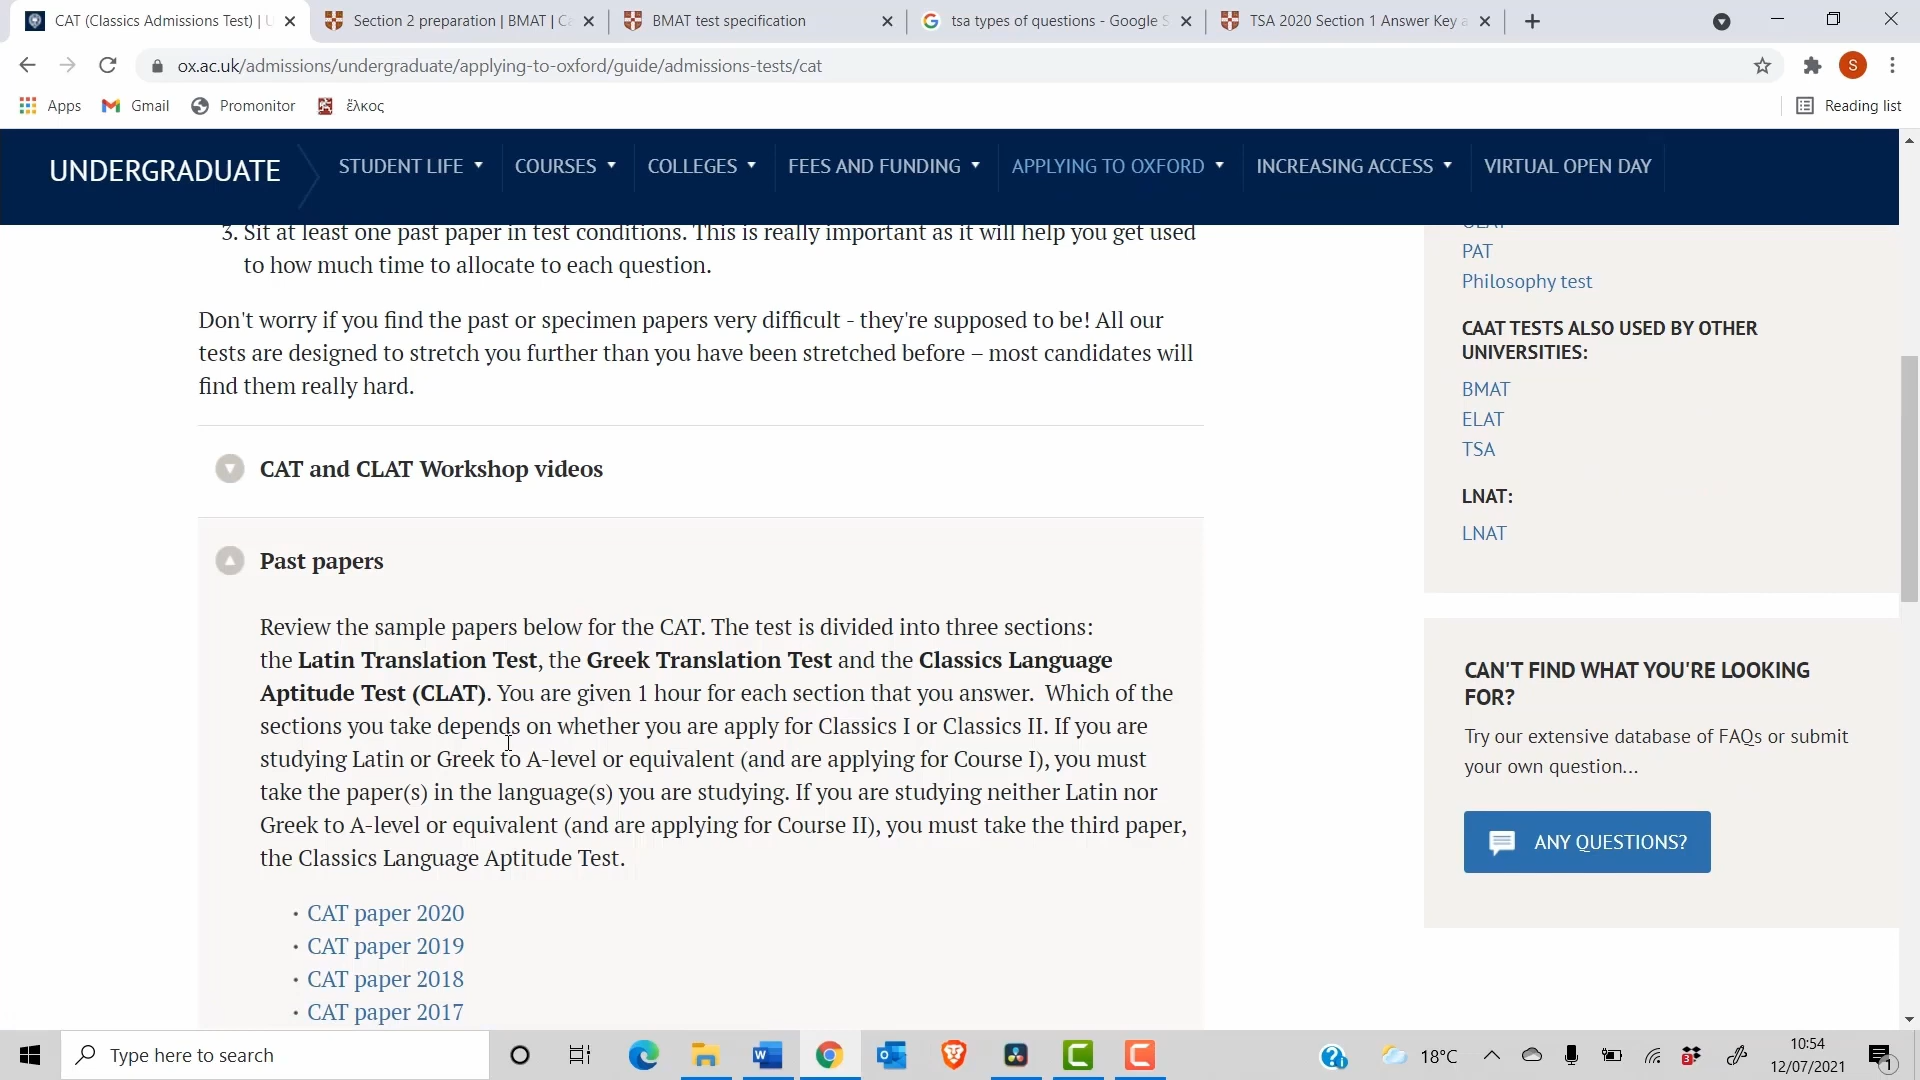 CAT (Classics Admissions Test) | U
Section 2 preparation | BMAT | Ca
BMAT test specification
tsa types of questions - Google S
TSA 2020 Section 1 Answer Key a
ox.ac.uk/admissions/undergraduate/applying-to-oxford/guide/admissions-tests/cat
S
Apps
Gmail
Promonitor
ἕλκος
Reading list
UNDERGRADUATE
STUDENT LIFE
COURSES
COLLEGES
FEES AND FUNDING
APPLYING TO OXFORD
INCREASING ACCESS
VIRTUAL OPEN DAY
3. Sit at least one past paper in test conditions. This is really important as it will help you get used
to how much time to allocate to each question.
Don't worry if you find the past or specimen papers very difficult - they're supposed to be! All our
tests are designed to stretch you further than you have been stretched before – most candidates will
find them really hard.
CAT and CLAT Workshop videos
Past papers
Review the sample papers below for the CAT. The test is divided into three sections:
the Latin Translation Test, the Greek Translation Test and the Classics Language
Aptitude Test (CLAT). You are given 1 hour for each section that you answer.  Which of the
sections you take depends on whether you are apply for Classics I or Classics II. If you are
studying Latin or Greek to A-level or equivalent (and are applying for Course I), you must
take the paper(s) in the language(s) you are studying. If you are studying neither Latin nor
Greek to A-level or equivalent (and are applying for Course II), you must take the third paper,
the Classics Language Aptitude Test.
• CAT paper 2020
• CAT paper 2019
• CAT paper 2018
• CAT paper 2017
PAT
Philosophy test
CAAT TESTS ALSO USED BY OTHER
UNIVERSITIES:
BMAT
ELAT
TSA
LNAT:
LNAT
CAN'T FIND WHAT YOU'RE LOOKING
FOR?
Try our extensive database of FAQs or submit
your own question...
ANY QUESTIONS?
Type here to search
18°C
10:54
12/07/2021
1